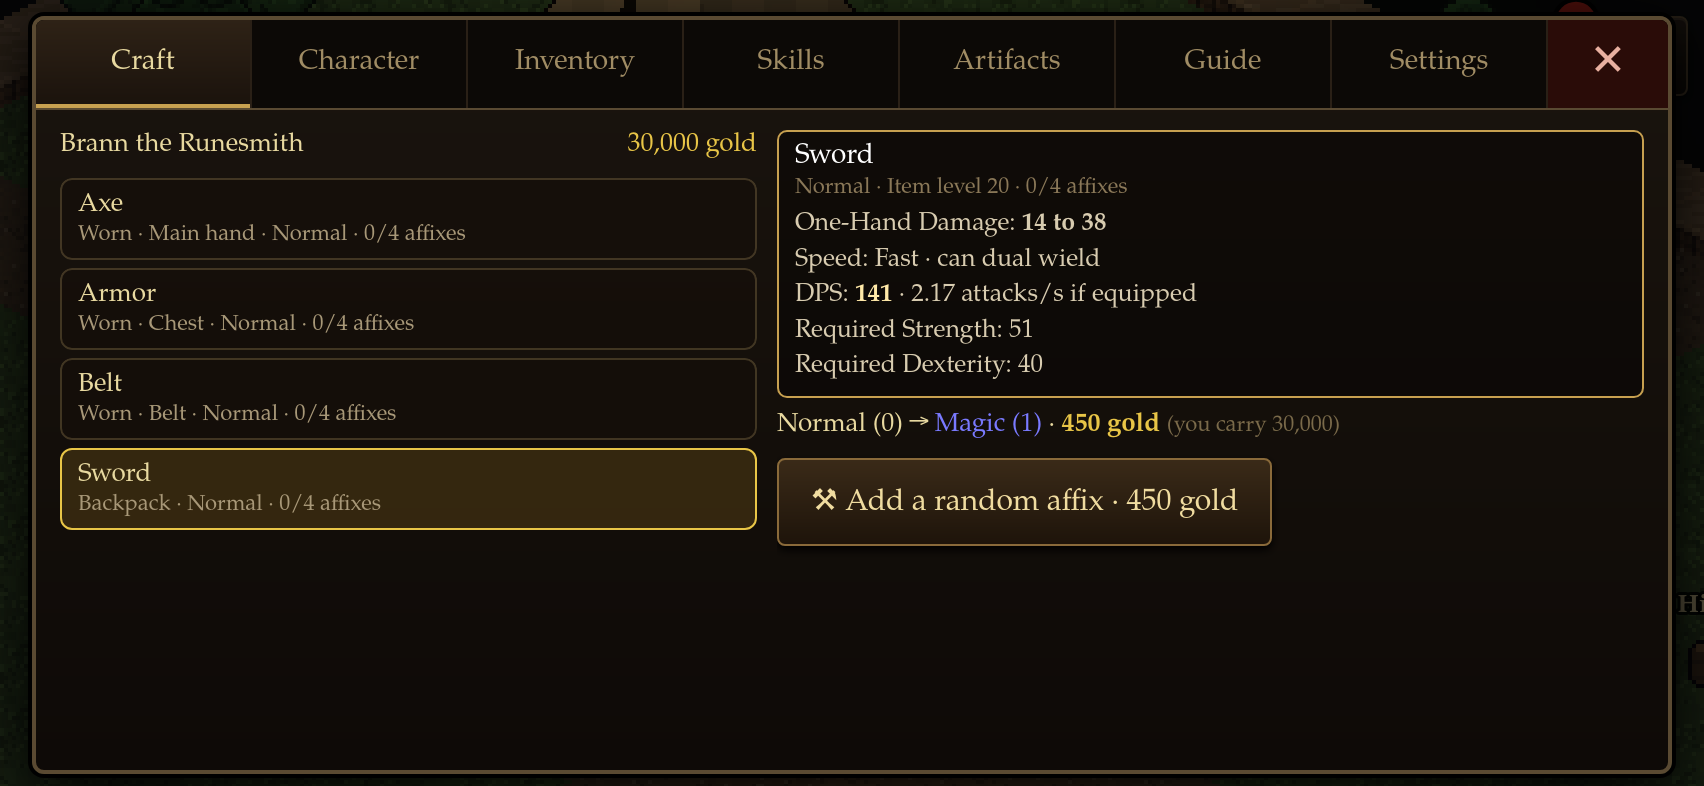 Craft Character Inventory Skills Artifacts Guide Settings ✕
Brann the Runesmith 30,000 gold
Axe
Worn · Main hand · Normal · 0/4 affixes
Armor
Worn · Chest · Normal · 0/4 affixes
Belt
Worn · Belt · Normal · 0/4 affixes
Sword
Backpack · Normal · 0/4 affixes
Sword
Normal · Item level 20 · 0/4 affixes
One-Hand Damage: 14 to 38
Speed: Fast · can dual wield
DPS: 141 · 2.17 attacks/s if equipped
Required Strength: 51
Required Dexterity: 40
Normal (0) → Magic (1) · 450 gold (you carry 30,000)
⚒ Add a random affix · 450 gold